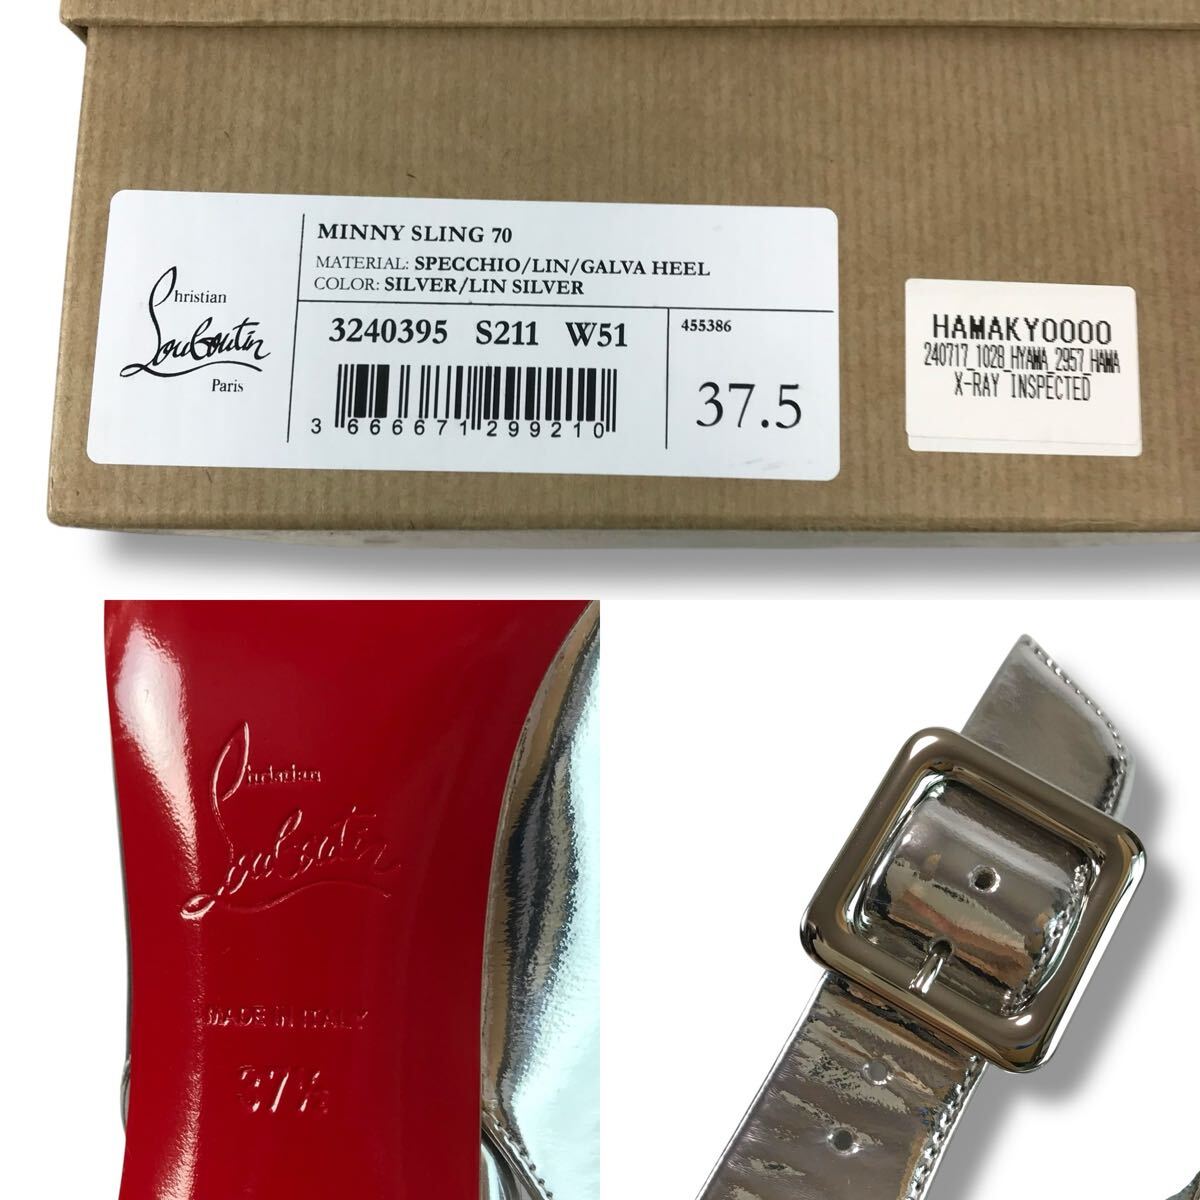 Christian
Louboutin
Paris
MINNY SLING 70
MATERIAL: SPECCHIO/LIN/GALVA HEEL
COLOR: SILVER/LIN SILVER
3240395 S211 W51
455386
37.5
3 666671 299210
HAMAKY0000
240717_1028_HYAMA_2957_HAMA
X-RAY INSPECTED
Christian
Louboutin
MADE IN ITALY
37½